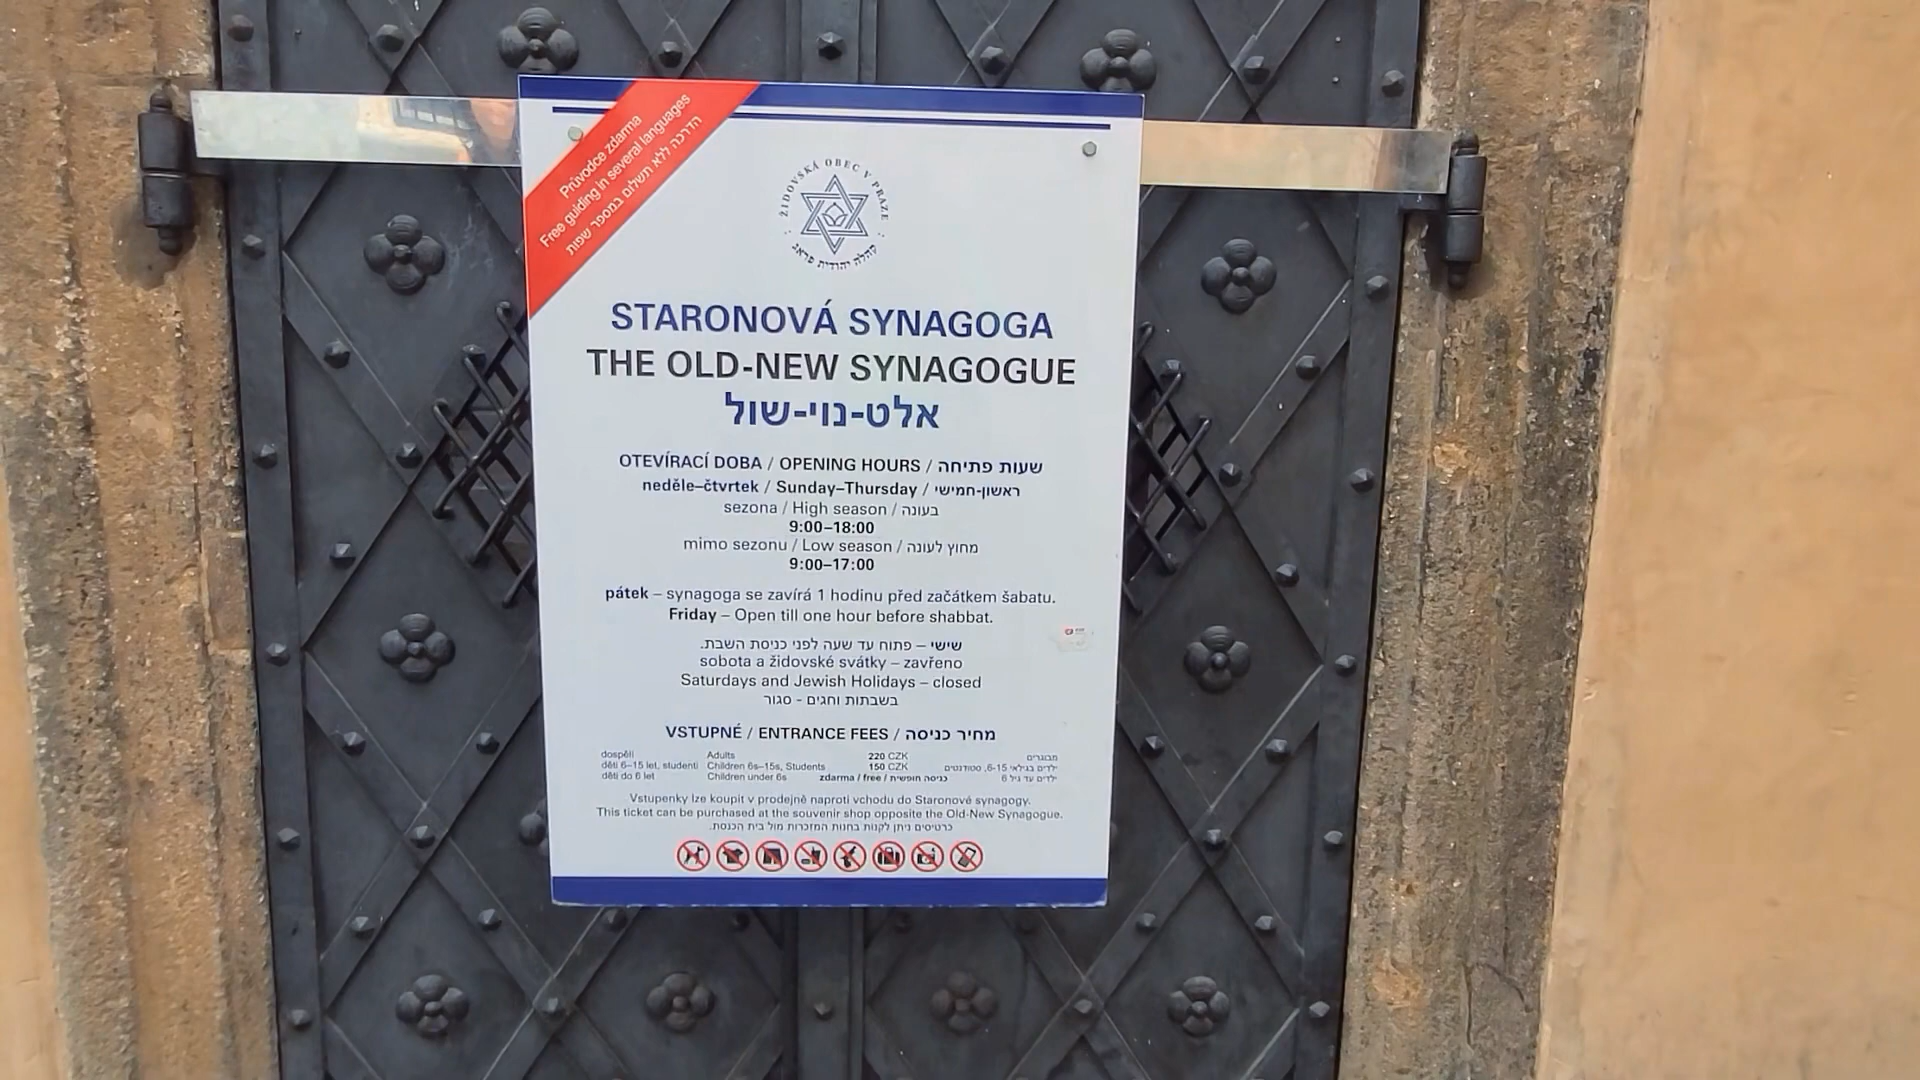 Průvodce zdarma
Free guiding in several languages
הדרכה ללא תשלום במספר שפות
ŽIDOVSKÁ OBEC V PRAZE
קהלה יהודית פראג
STARONOVÁ SYNAGOGA
THE OLD-NEW SYNAGOGUE
אלט-נוי-שול
OTEVÍRACÍ DOBA / OPENING HOURS / שעות פתיחה
neděle–čtvrtek / Sunday–Thursday / ראשון-חמישי
sezona / High season / בעונה
9:00–18:00
mimo sezonu / Low season / מחוץ לעונה
9:00–17:00
pátek – synagoga se zavírá 1 hodinu před začátkem šabatu.
Friday – Open till one hour before shabbat.
שישי – פתוח עד שעה לפני כניסת השבת.
sobota a židovské svátky – zavřeno
Saturdays and Jewish Holidays – closed
בשבתות וחגים - סגור
VSTUPNÉ / ENTRANCE FEES / מחיר כניסה
dospělí Adults 220 CZK מבוגרים
děti 6–15 let, studenti Children 6s–15s, Students 150 CZK ילדים בגילאי 6-15, סטודנטים
děti do 6 let Children under 6s zdarma / free / כניסה חופשית ילדים עד גיל 6
Vstupenky lze koupit v prodejně naproti vchodu do Staronové synagogy.
This ticket can be purchased at the souvenir shop opposite the Old-New Synagogue.
כרטיסים ניתן לקנות בחנות המזכרות מול בית הכנסת.